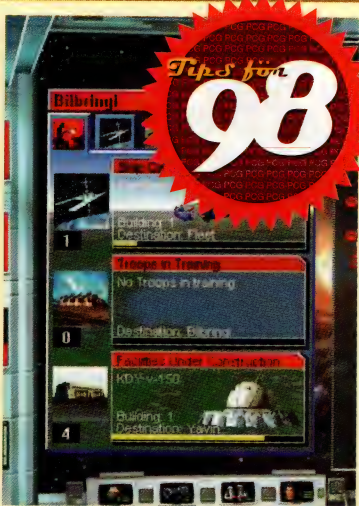 Tips för
98
Bilbringi
Building
Destination: Fleet
1
Troops in Training
No Troops in training
Destination: Bilbringi
0
Facilities Under Construction
KDY-v-150
Building: 1
Destination: Yavin
4